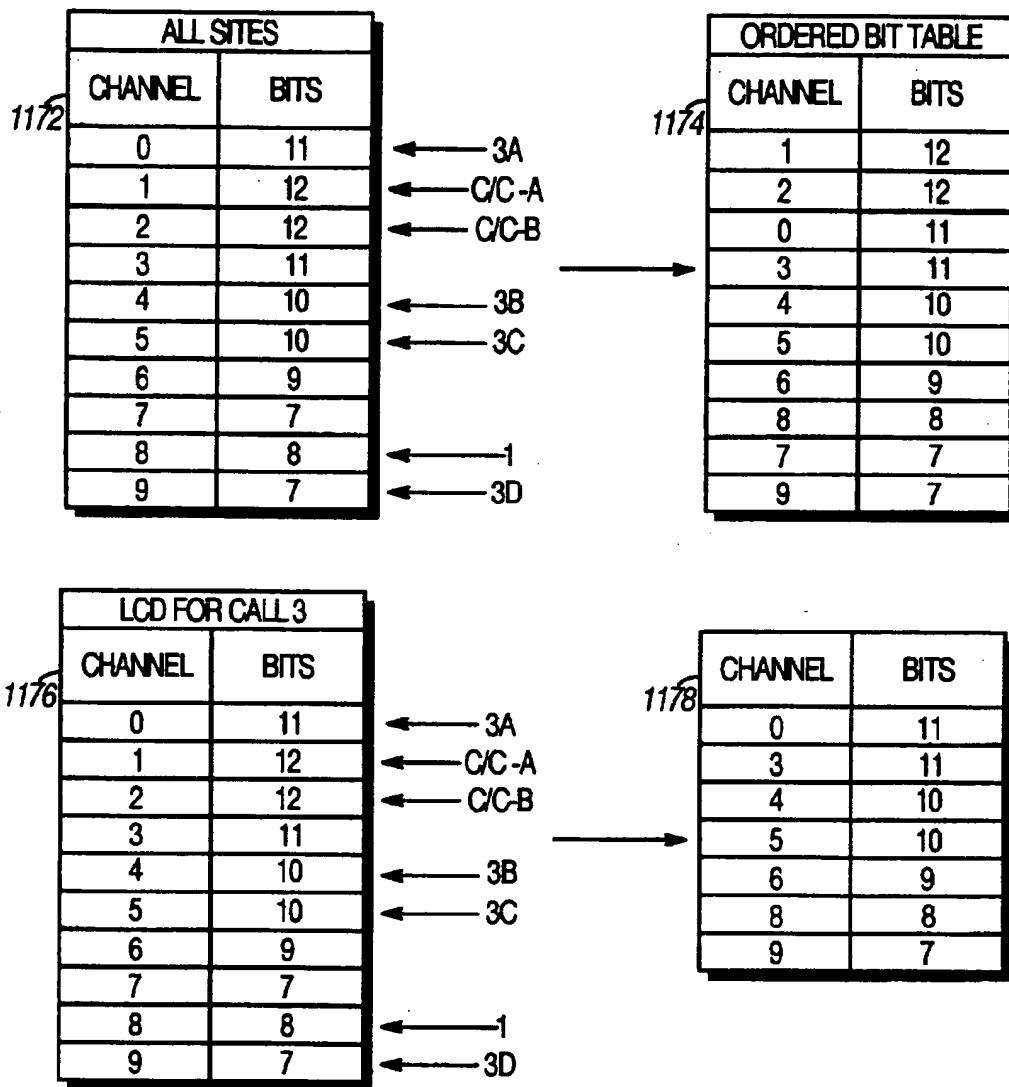 ALL SITES
CHANNEL BITS
1172
0 11 3A
1 12 C/C-A
2 12 C/C-B
3 11
4 10 3B
5 10 3C
6 9
7 7
8 8 1
9 7 3D
ORDERED BIT TABLE
CHANNEL BITS
1174
1 12
2 12
0 11
3 11
4 10
5 10
6 9
8 8
7 7
9 7
LCD FOR CALL 3
CHANNEL BITS
1176
0 11 3A
1 12 C/C-A
2 12 C/C-B
3 11
4 10 3B
5 10 3C
6 9
7 7
8 8 1
9 7 3D
CHANNEL BITS
1178
0 11
3 11
4 10
5 10
6 9
8 8
9 7